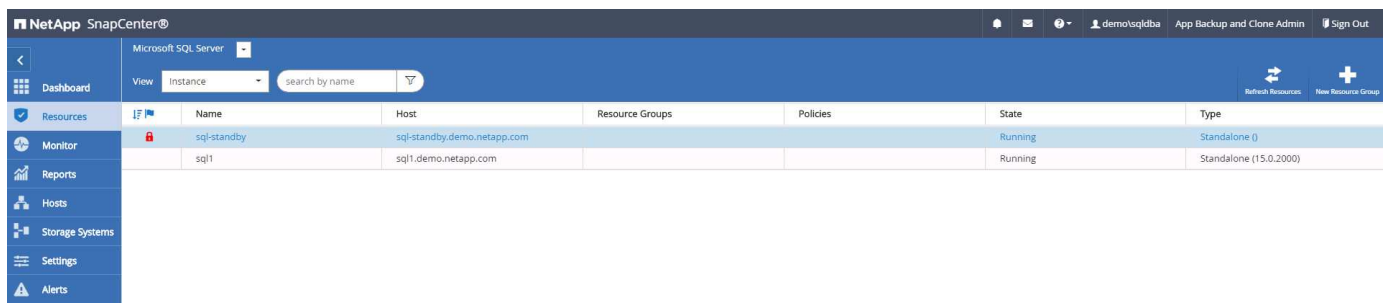 NetApp SnapCenter®
demo\sqldba App Backup and Clone Admin Sign Out
Microsoft SQL Server
View Instance search by name
Refresh Resources New Resource Group
Dashboard
Resources
Monitor
Reports
Hosts
Storage Systems
Settings
Alerts
Name Host Resource Groups Policies State Type
sql-standby sql-standby.demo.netapp.com Running Standalone ()
sql1 sql1.demo.netapp.com Running Standalone (15.0.2000)